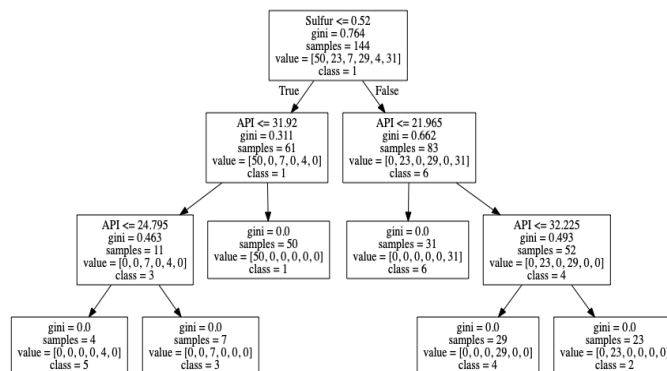 Sulfur <= 0.52
gini = 0.764
samples = 144
value = [50, 23, 7, 29, 4, 31]
class = 1
True
False
API <= 31.92
gini = 0.311
samples = 61
value = [50, 0, 7, 0, 4, 0]
class = 1
API <= 21.965
gini = 0.662
samples = 83
value = [0, 23, 0, 29, 0, 31]
class = 6
API <= 24.795
gini = 0.463
samples = 11
value = [0, 0, 7, 0, 4, 0]
class = 3
gini = 0.0
samples = 50
value = [50, 0, 0, 0, 0, 0]
class = 1
gini = 0.0
samples = 31
value = [0, 0, 0, 0, 0, 31]
class = 6
API <= 32.225
gini = 0.493
samples = 52
value = [0, 23, 0, 29, 0, 0]
class = 4
gini = 0.0
samples = 4
value = [0, 0, 0, 0, 4, 0]
class = 5
gini = 0.0
samples = 7
value = [0, 0, 7, 0, 0, 0]
class = 3
gini = 0.0
samples = 29
value = [0, 0, 0, 29, 0, 0]
class = 4
gini = 0.0
samples = 23
value = [0, 23, 0, 0, 0, 0]
class = 2